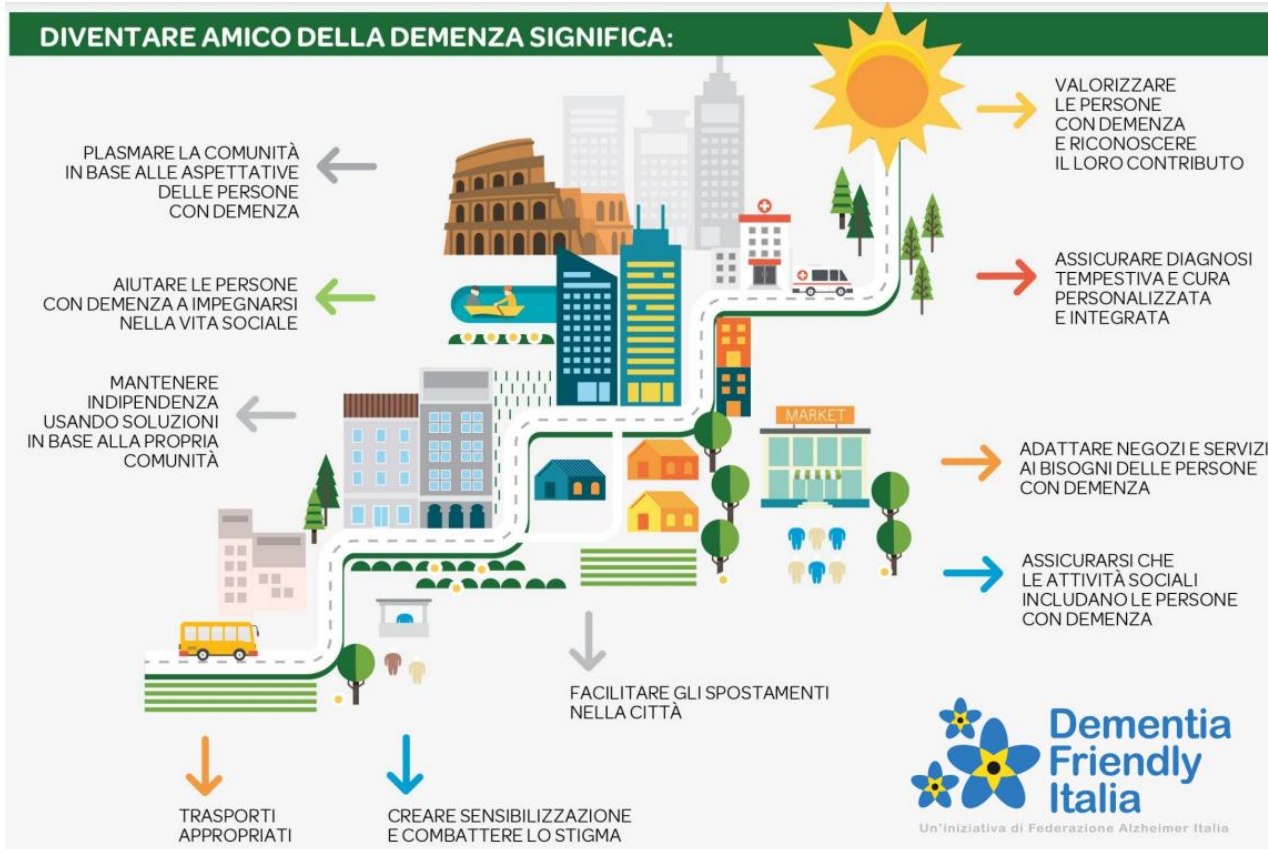 DIVENTARE AMICO DELLA DEMENZA SIGNIFICA:
PLASMARE LA COMUNITÀ
IN BASE ALLE ASPETTATIVE
DELLE PERSONE
CON DEMENZA
AIUTARE LE PERSONE
CON DEMENZA A IMPEGNARSI
NELLA VITA SOCIALE
MANTENERE
INDIPENDENZA
USANDO SOLUZIONI
IN BASE ALLA PROPRIA
COMUNITÀ
VALORIZZARE
LE PERSONE
CON DEMENZA
E RICONOSCERE
IL LORO CONTRIBUTO
ASSICURARE DIAGNOSI
TEMPESTIVA E CURA
PERSONALIZZATA
E INTEGRATA
MARKET
ADATTARE NEGOZI E SERVIZI
AI BISOGNI DELLE PERSONE
CON DEMENZA
ASSICURARSI CHE
LE ATTIVITÀ SOCIALI
INCLUDANO LE PERSONE
CON DEMENZA
FACILITARE GLI SPOSTAMENTI
NELLA CITTÀ
TRASPORTI
APPROPRIATI
CREARE SENSIBILIZZAZIONE
E COMBATTERE LO STIGMA
Dementia
Friendly
Italia
Un'iniziativa di Federazione Alzheimer Italia